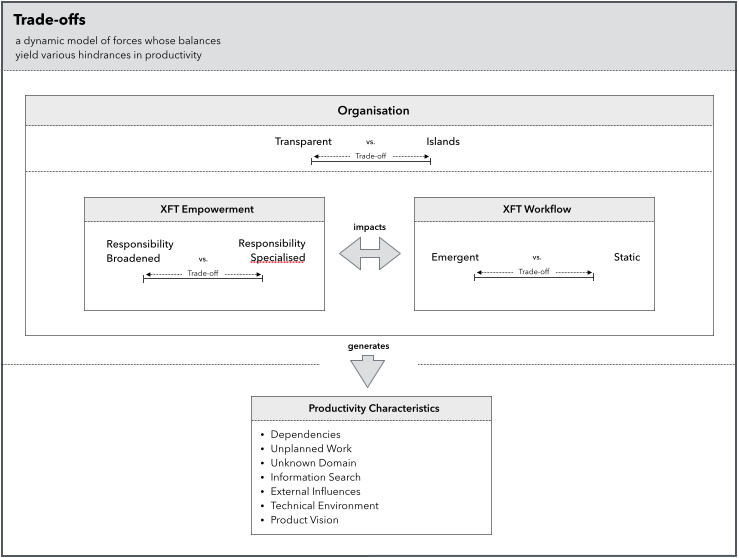 Trade-offs
a dynamic model of forces whose balances
yield various hindrances in productivity
Organisation
Transparent vs. Islands
Trade-off
XFT Empowerment
Responsibility Broadened vs. Responsibility Specialised
Trade-off
impacts
XFT Workflow
Emergent vs. Static
Trade-off
generates
Productivity Characteristics
• Dependencies
• Unplanned Work
• Unknown Domain
• Information Search
• External Influences
• Technical Environment
• Product Vision